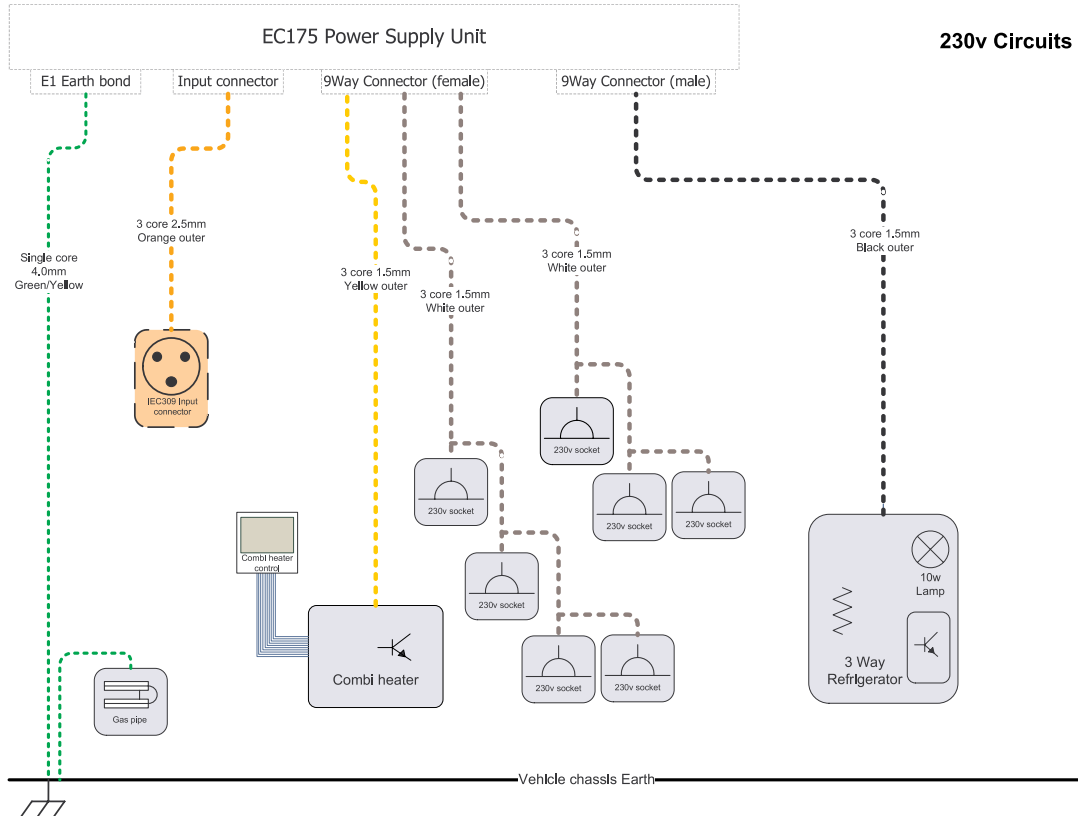 EC175 Power Supply Unit
230v Circuits
E1 Earth bond
Input connector
9Way Connector (female)
9Way Connector (male)
3 core 2.5mm
Orange outer
Single core
4.0mm
Green/Yellow
3 core 1.5mm
Yellow outer
3 core 1.5mm
White outer
3 core 1.5mm
White outer
3 core 1.5mm
Black outer
IEC309 Input
connector
230v socket
230v socket
230v socket
230v socket
230v socket
230v socket
230v socket
Combi heater
control
Combi heater
10w
Lamp
3 Way
Refrigerator
Gas pipe
Vehicle chassis Earth